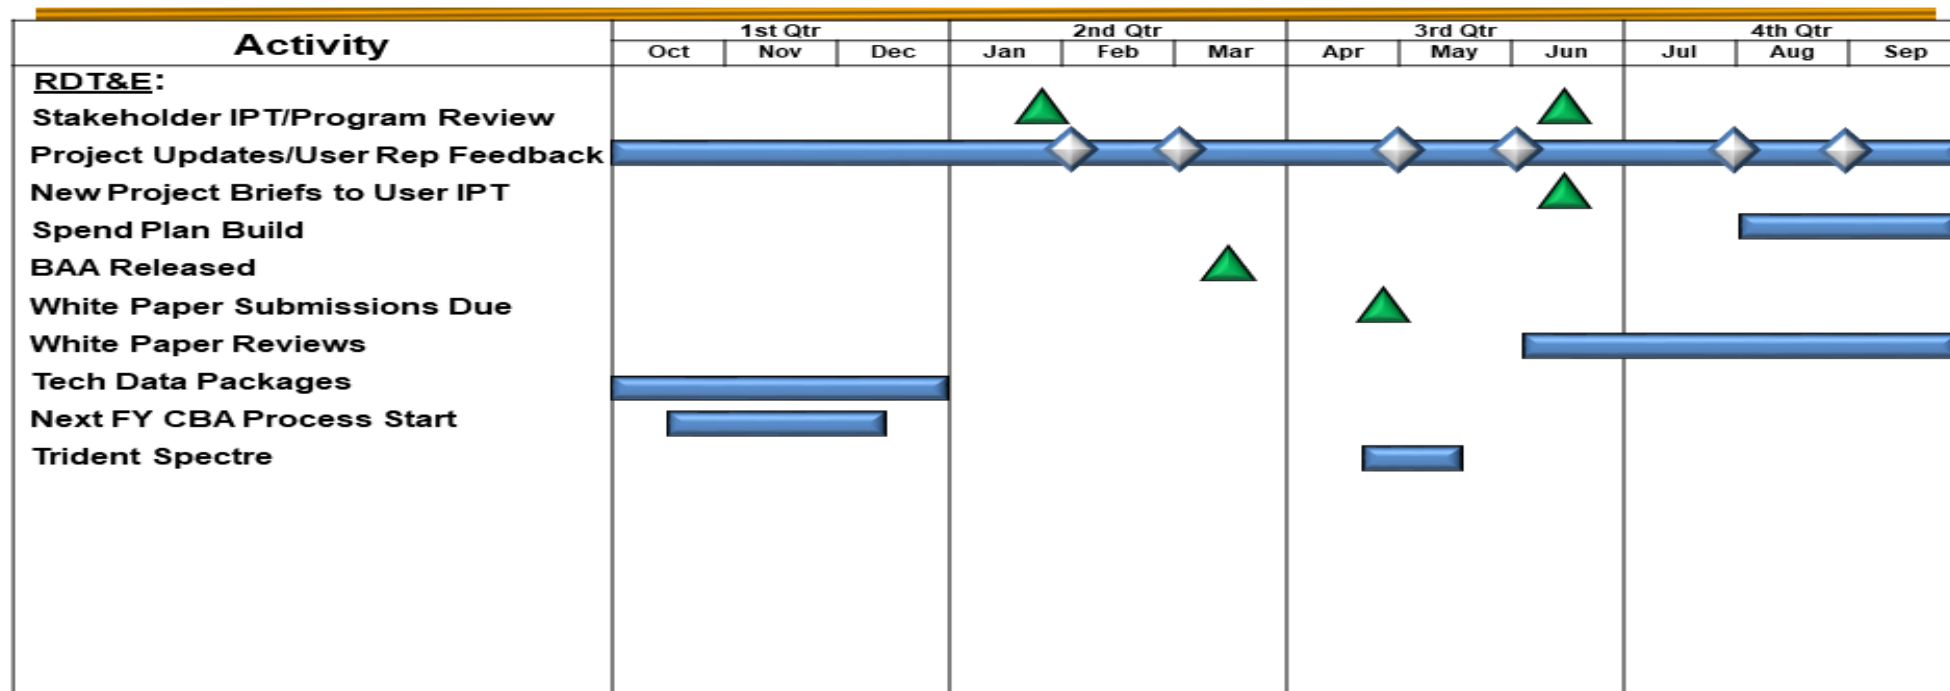 Activity
1st Qtr 2nd Qtr 3rd Qtr 4th Qtr
Oct Nov Dec Jan Feb Mar Apr May Jun Jul Aug Sep
RDT&E:
Stakeholder IPT/Program Review
Project Updates/User Rep Feedback
New Project Briefs to User IPT
Spend Plan Build
BAA Released
White Paper Submissions Due
White Paper Reviews
Tech Data Packages
Next FY CBA Process Start
Trident Spectre